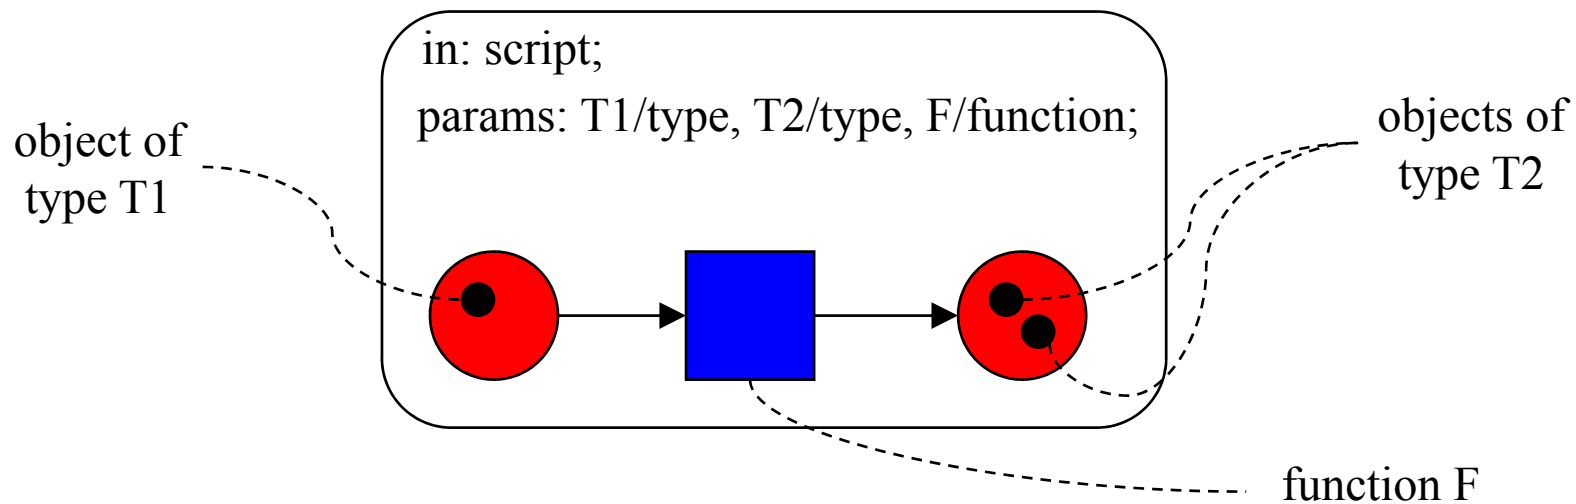 in: script;
params: T1/type, T2/type, F/function;
object of
type T1
objects of
type T2
function F